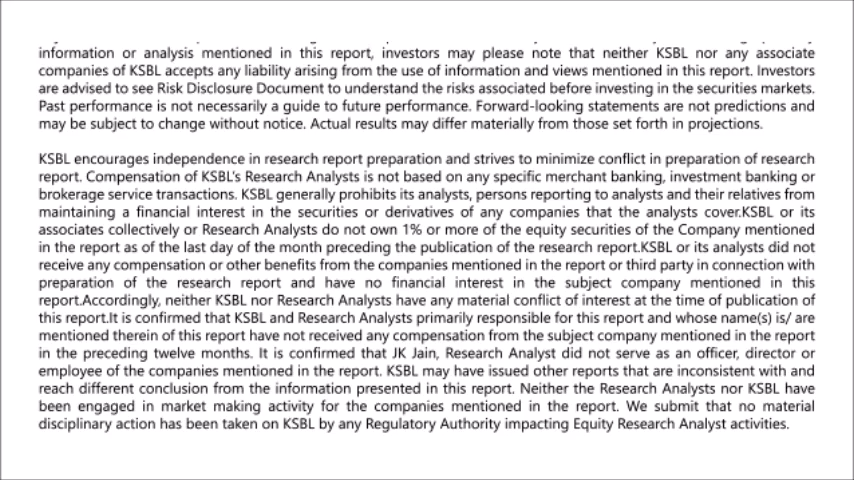 information or analysis mentioned in this report, investors may please note that neither KSBL nor any associate
companies of KSBL accepts any liability arising from the use of information and views mentioned in this report. Investors
are advised to see Risk Disclosure Document to understand the risks associated before investing in the securities markets.
Past performance is not necessarily a guide to future performance. Forward-looking statements are not predictions and
may be subject to change without notice. Actual results may differ materially from those set forth in projections.
KSBL encourages independence in research report preparation and strives to minimize conflict in preparation of research
report. Compensation of KSBL's Research Analysts is not based on any specific merchant banking, investment banking or
brokerage service transactions. KSBL generally prohibits its analysts, persons reporting to analysts and their relatives from
maintaining a financial interest in the securities or derivatives of any companies that the analysts cover.KSBL or its
associates collectively or Research Analysts do not own 1% or more of the equity securities of the Company mentioned
in the report as of the last day of the month preceding the publication of the research report.KSBL or its analysts did not
receive any compensation or other benefits from the companies mentioned in the report or third party in connection with
preparation of the research report and have no financial interest in the subject company mentioned in this
report.Accordingly, neither KSBL nor Research Analysts have any material conflict of interest at the time of publication of
this report.It is confirmed that KSBL and Research Analysts primarily responsible for this report and whose name(s) is/ are
mentioned therein of this report have not received any compensation from the subject company mentioned in the report
in the preceding twelve months. It is confirmed that JK Jain, Research Analyst did not serve as an officer, director or
employee of the companies mentioned in the report. KSBL may have issued other reports that are inconsistent with and
reach different conclusion from the information presented in this report. Neither the Research Analysts nor KSBL have
been engaged in market making activity for the companies mentioned in the report. We submit that no material
disciplinary action has been taken on KSBL by any Regulatory Authority impacting Equity Research Analyst activities.